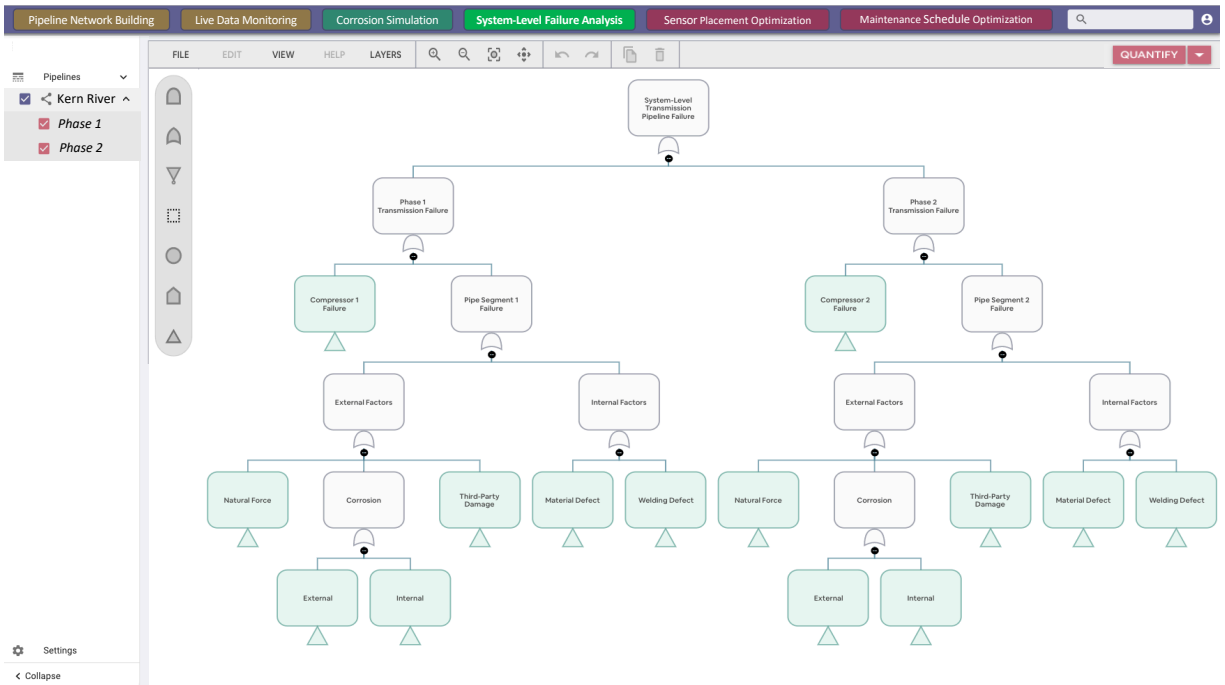 Pipeline Network Building
Live Data Monitoring
Corrosion Simulation
System-Level Failure Analysis
Sensor Placement Optimization
Maintenance Schedule Optimization
FILE
EDIT
VIEW
HELP
LAYERS
QUANTIFY
Pipelines
Kern River
Phase 1
Phase 2
System-Level
Transmission
Pipeline Failure
Phase 1
Transmission Failure
Phase 2
Transmission Failure
Compressor 1
Failure
Pipe Segment 1
Failure
Compressor 2
Failure
Pipe Segment 2
Failure
External Factors
Internal Factors
External Factors
Internal Factors
Natural Force
Corrosion
Third-Party
Damage
Material Defect
Welding Defect
Natural Force
Corrosion
Third-Party
Damage
Material Defect
Welding Defect
External
Internal
External
Internal
Settings
Collapse